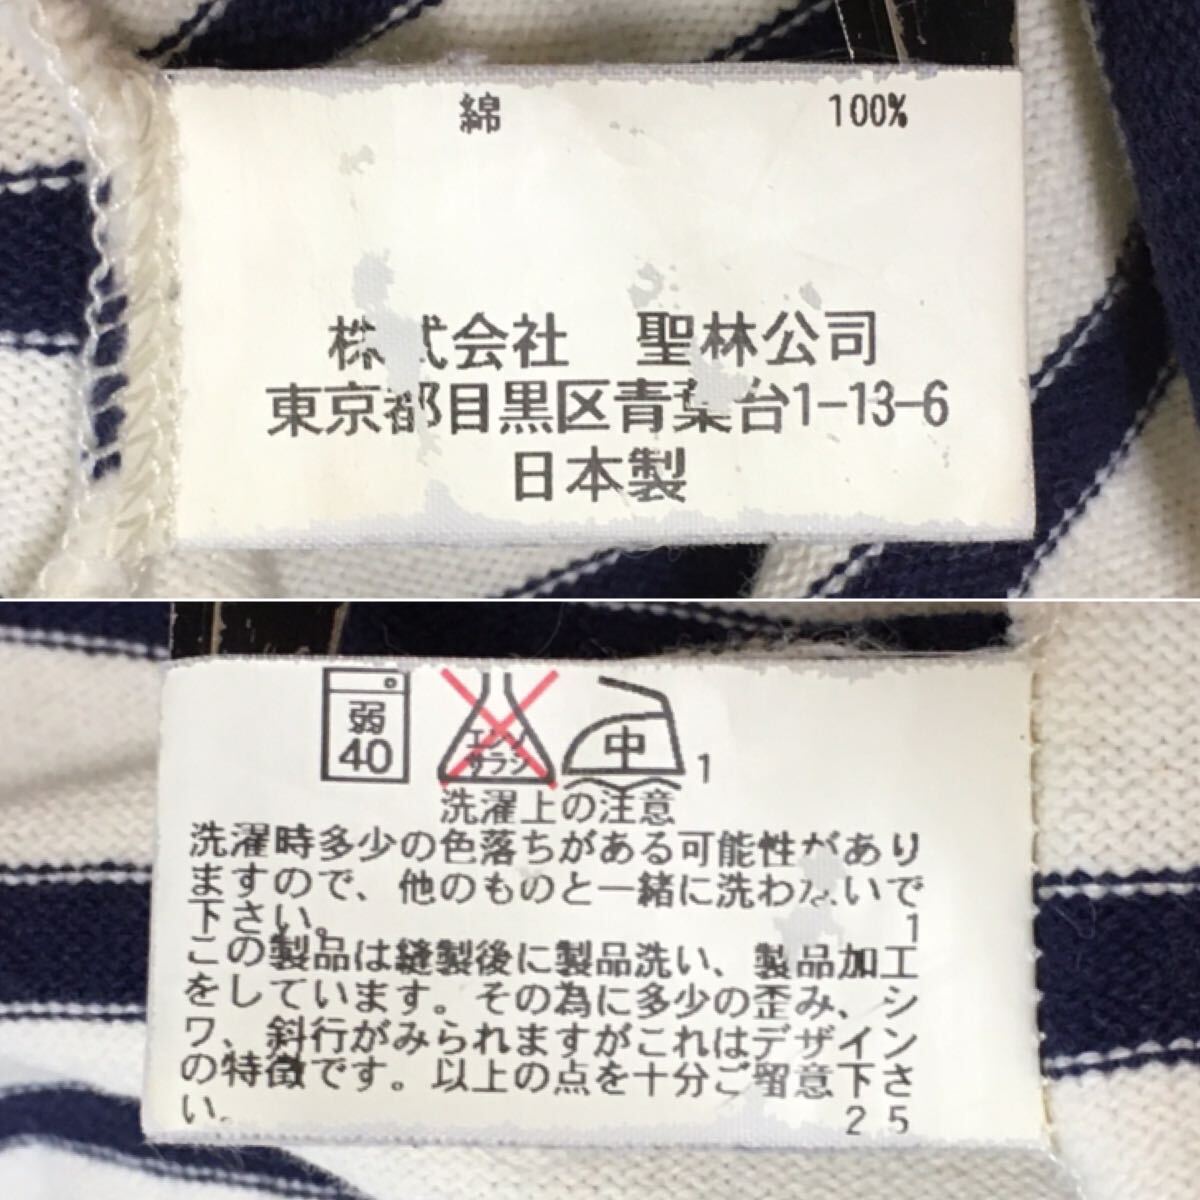 綿 100%
株式会社 聖林公司
東京都目黒区青葉台1-13-6
日本製
弱
40
エンソ
サラシ
中
1
洗濯上の注意
洗濯時多少の色落ちがある可能性があり
ますので、他のものと一緒に洗わないで
下さい。
1
この製品は縫製後に製品洗い、製品加工
をしています。その為に多少の歪み、シ
ワ、斜行がみられますがこれはデザイン
の特徴です。以上の点を十分ご留意下さ
い。
25